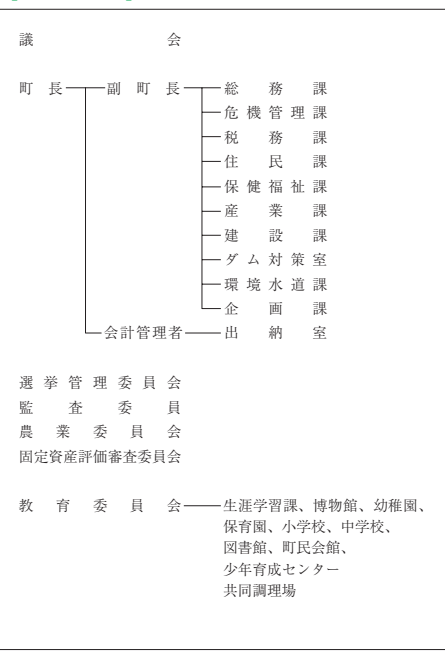 議会
町長 副町長 総務課
危機管理課
税務課
住民課
保健福祉課
産業課
建設課
ダム対策室
環境水道課
企画課
会計管理者 出納室
選挙管理委員会
監査委員
農業委員会
固定資産評価審査委員会
教育委員会 生涯学習課、博物館、幼稚園、
保育園、小学校、中学校、
図書館、町民会館、
少年育成センター
共同調理場